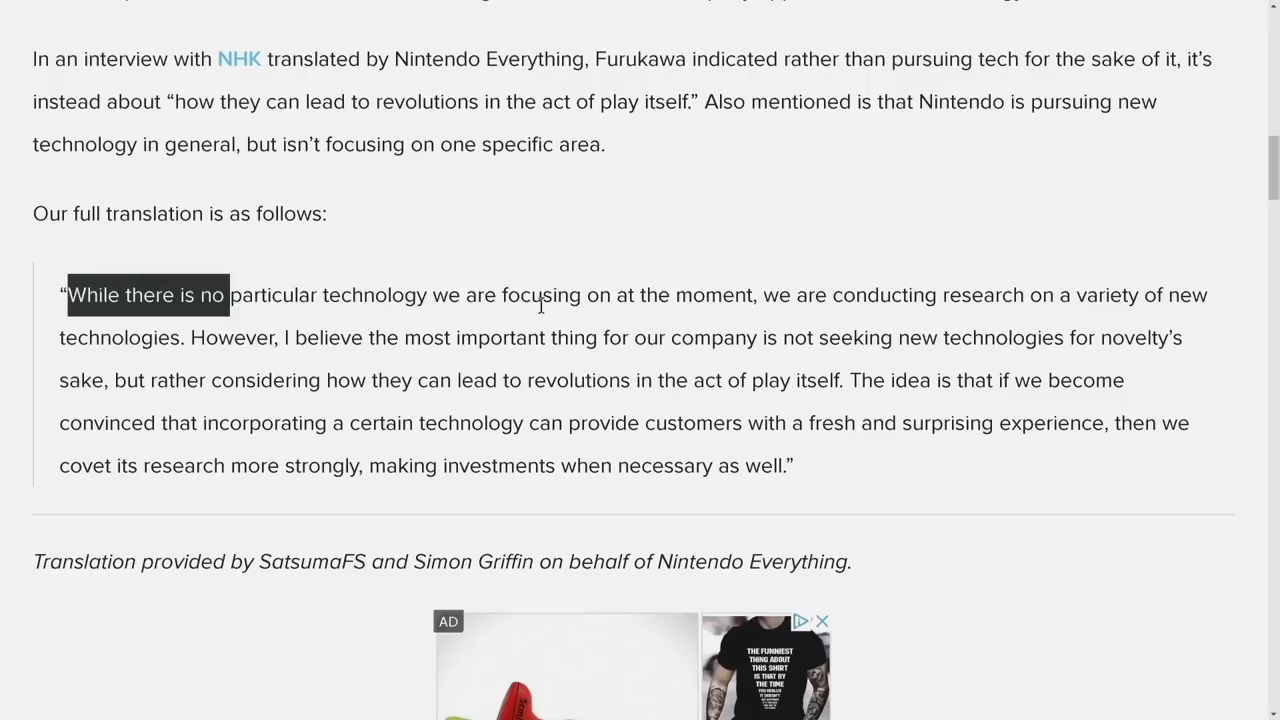 In an interview with NHK translated by Nintendo Everything, Furukawa indicated rather than pursuing tech for the sake of it, it’s
instead about “how they can lead to revolutions in the act of play itself.” Also mentioned is that Nintendo is pursuing new
technology in general, but isn’t focusing on one specific area.
Our full translation is as follows:
“While there is no particular technology we are focusing on at the moment, we are conducting research on a variety of new
technologies. However, I believe the most important thing for our company is not seeking new technologies for novelty’s
sake, but rather considering how they can lead to revolutions in the act of play itself. The idea is that if we become
convinced that incorporating a certain technology can provide customers with a fresh and surprising experience, then we
covet its research more strongly, making investments when necessary as well.”
Translation provided by SatsumaFS and Simon Griffin on behalf of Nintendo Everything.
AD
THE FUNNIEST
THING ABOUT
THIS SHIRT
IS THAT BY
THE TIME
YOU REALIZE
IT DOESN'T